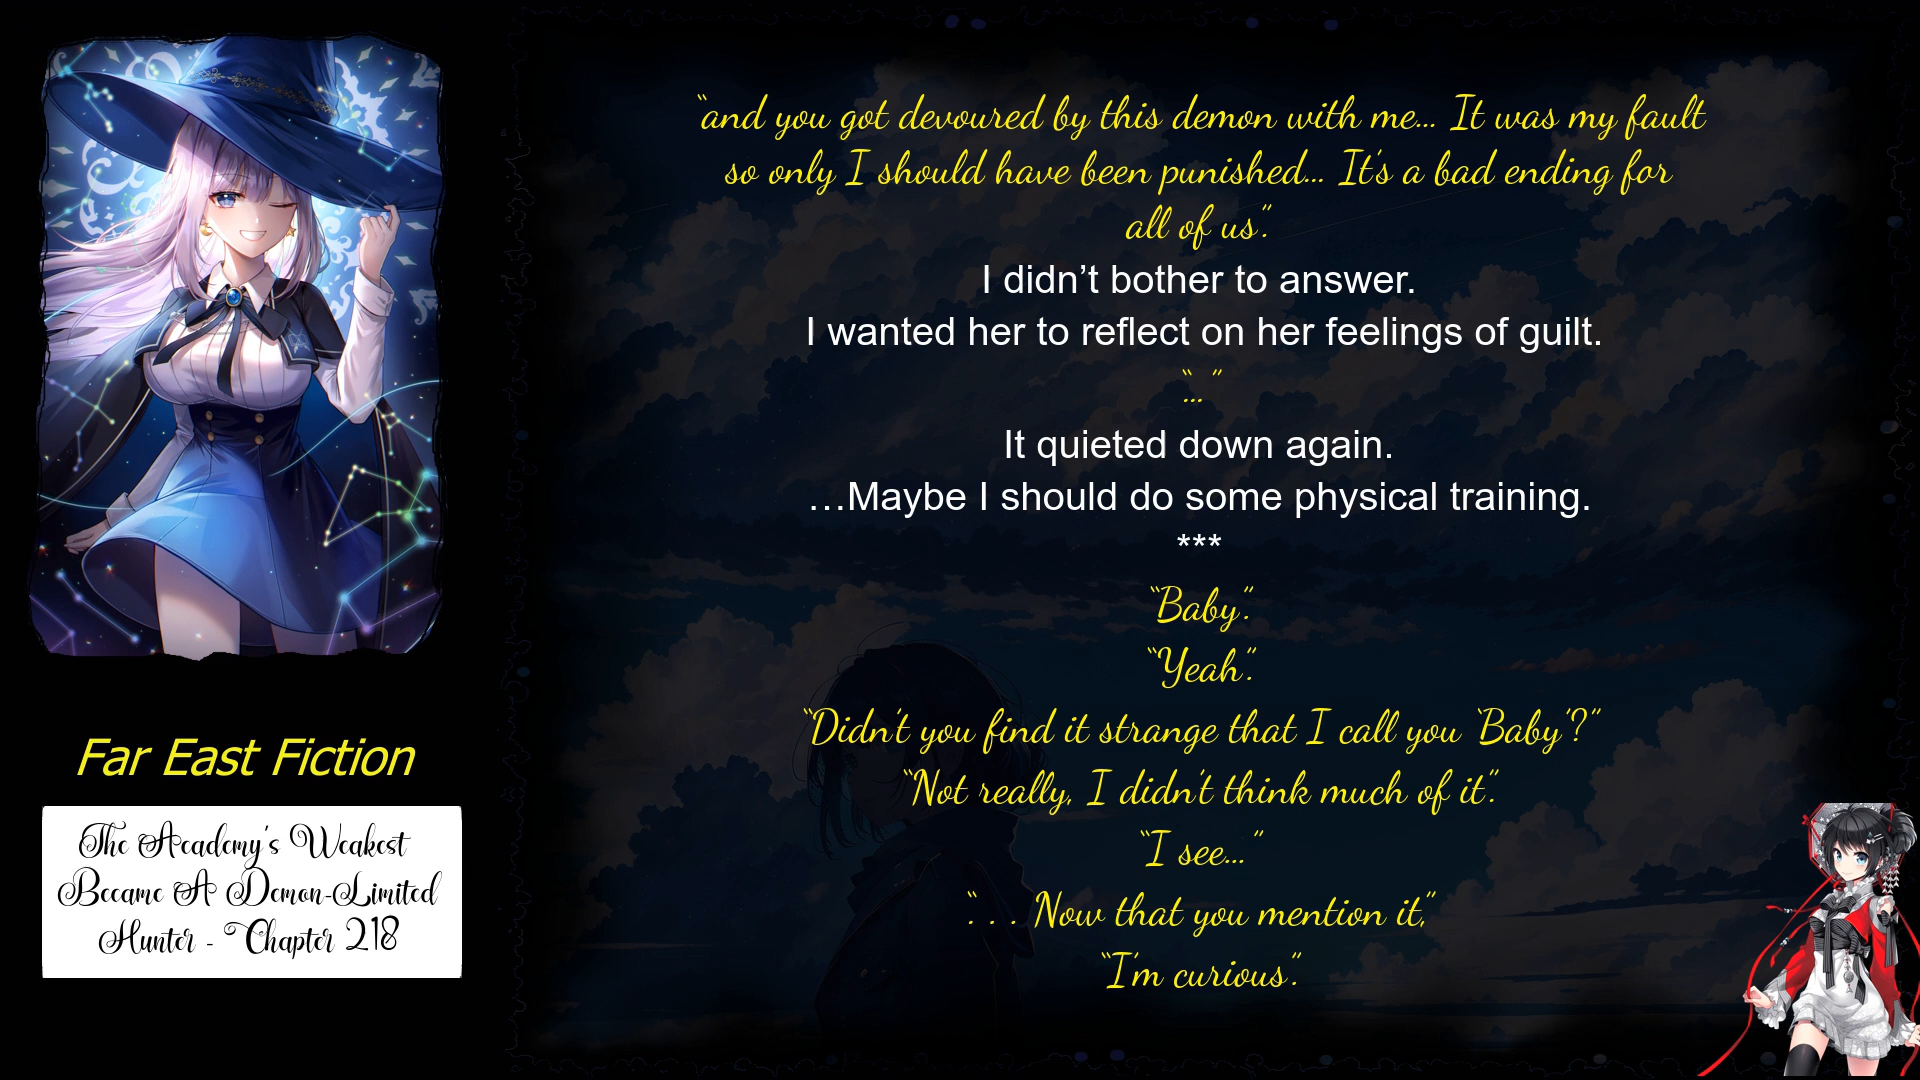 “and you got devoured by this demon with me... It was my fault
so only I should have been punished... It’s a bad ending for
all of us”.
I didn’t bother to answer.
I wanted her to reflect on her feelings of guilt.
“... ”
It quieted down again.
…Maybe I should do some physical training.
***
“Baby”.
“Yeah”.
“Didn’t you find it strange that I call you ‘Baby’?”
“Not really, I didn’t think much of it”.
“I see...”
“. . . Now that you mention it,”
“I’m curious”.
Far East Fiction
The Academy's Weakest
Became A Demon-Limited
Hunter - Chapter 218